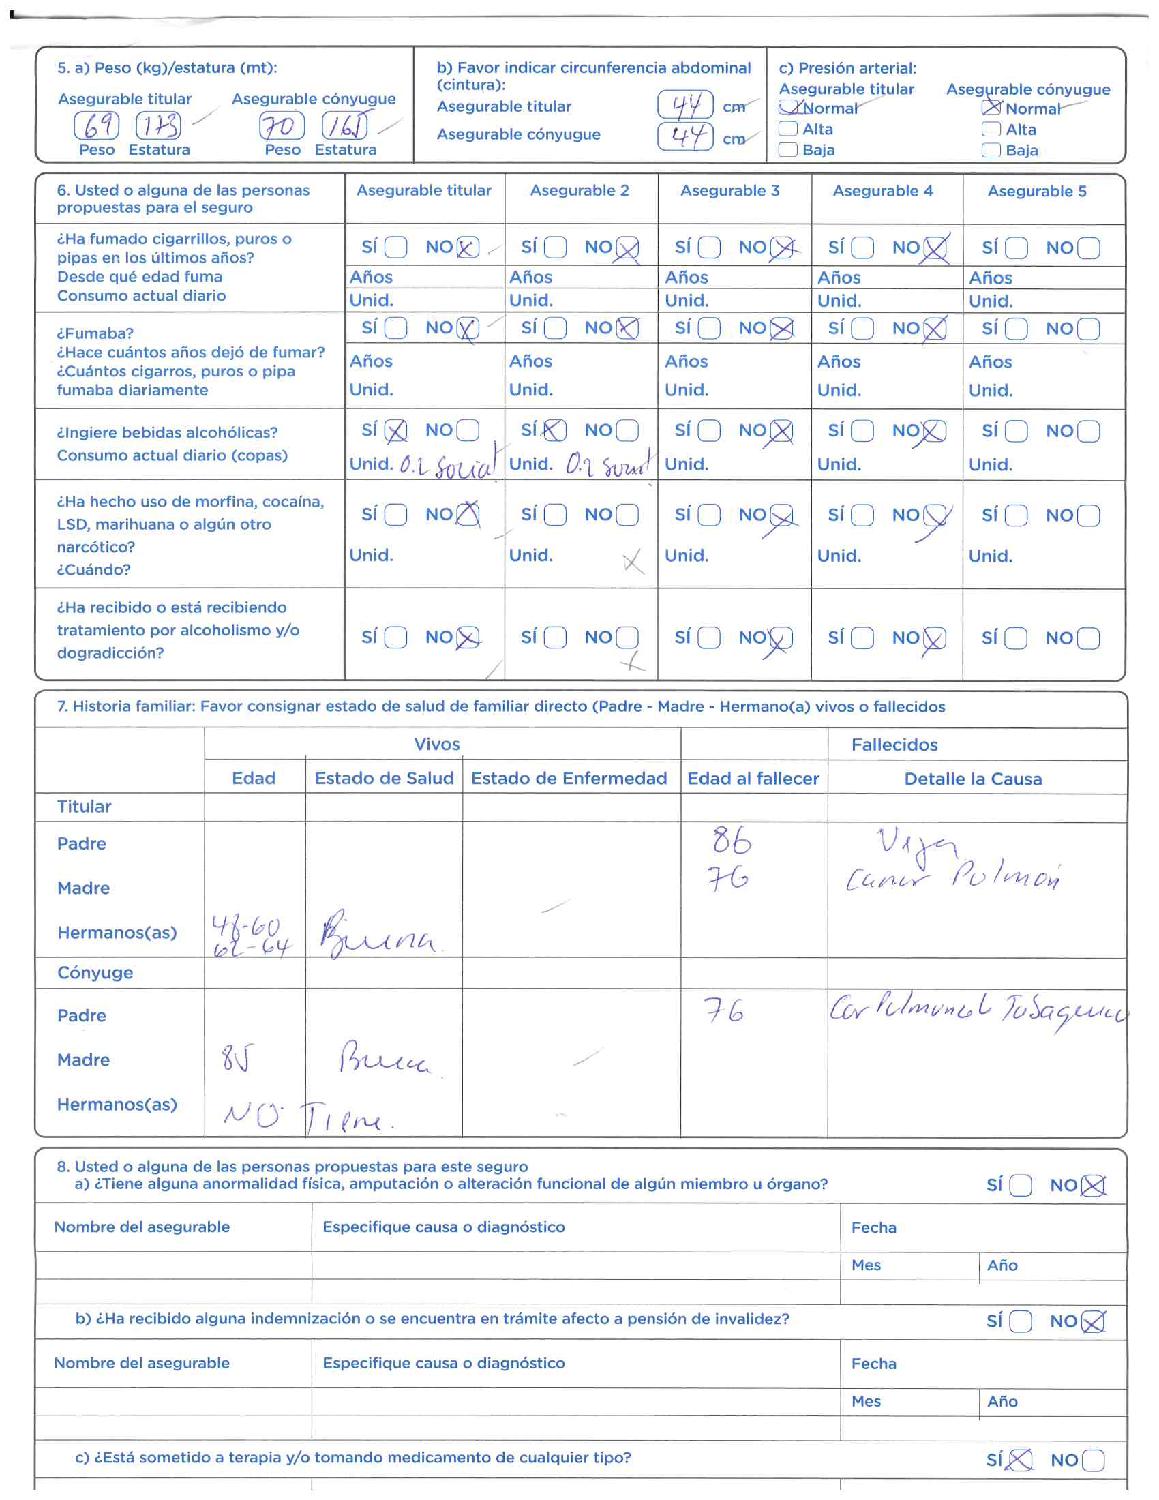 5. a) Peso (kg)/estatura (mt):
Asegurable titular Asegurable cónyugue
69 173 70 165
Peso Estatura Peso Estatura
b) Favor indicar circunferencia abdominal
(cintura):
Asegurable titular 44 cm
Asegurable cónyugue 44 cm
c) Presión arterial:
Asegurable titular Asegurable cónyugue
Normal Normal
Alta Alta
Baja Baja
6. Usted o alguna de las personas
propuestas para el seguro
Asegurable titular Asegurable 2 Asegurable 3 Asegurable 4 Asegurable 5
¿Ha fumado cigarrillos, puros o
pipas en los últimos años?
Desde qué edad fuma
Consumo actual diario
SÍ NO SÍ NO SÍ NO SÍ NO SÍ NO
Años Años Años Años Años
Unid. Unid. Unid. Unid. Unid.
¿Fumaba?
¿Hace cuántos años dejó de fumar?
¿Cuántos cigarros, puros o pipa
fumaba diariamente
SÍ NO SÍ NO SÍ NO SÍ NO SÍ NO
Años Años Años Años Años
Unid. Unid. Unid. Unid. Unid.
¿Ingiere bebidas alcohólicas?
Consumo actual diario (copas)
SÍ NO SÍ NO SÍ NO SÍ NO SÍ NO
Unid. Social Unid. Unid. Unid. Unid.
¿Ha hecho uso de morfina, cocaína,
LSD, marihuana o algún otro
narcótico?
¿Cuándo?
SÍ NO SÍ NO SÍ NO SÍ NO SÍ NO
Unid. Unid. Unid. Unid. Unid.
¿Ha recibido o está recibiendo
tratamiento por alcoholismo y/o
dogradicción?
SÍ NO SÍ NO SÍ NO SÍ NO SÍ NO
7. Historia familiar: Favor consignar estado de salud de familiar directo (Padre - Madre - Hermano(a) vivos o fallecidos
Vivos Fallecidos
Edad Estado de Salud Estado de Enfermedad Edad al fallecer Detalle la Causa
Titular
Padre 86 Vejez
Madre 76 Cancer Pulmón
Hermanos(as) 48-60
62-64 Buena
Cónyuge
Padre 76
Madre 85 Buena
Hermanos(as) NO Tiene.
8. Usted o alguna de las personas propuestas para este seguro
a) ¿Tiene alguna anormalidad física, amputación o alteración funcional de algún miembro u órgano? SÍ NO
Nombre del asegurable Especifique causa o diagnóstico Fecha
Mes Año
b) ¿Ha recibido alguna indemnización o se encuentra en trámite afecto a pensión de invalidez? SÍ NO
Nombre del asegurable Especifique causa o diagnóstico Fecha
Mes Año
c) ¿Está sometido a terapia y/o tomando medicamento de cualquier tipo? SÍ NO